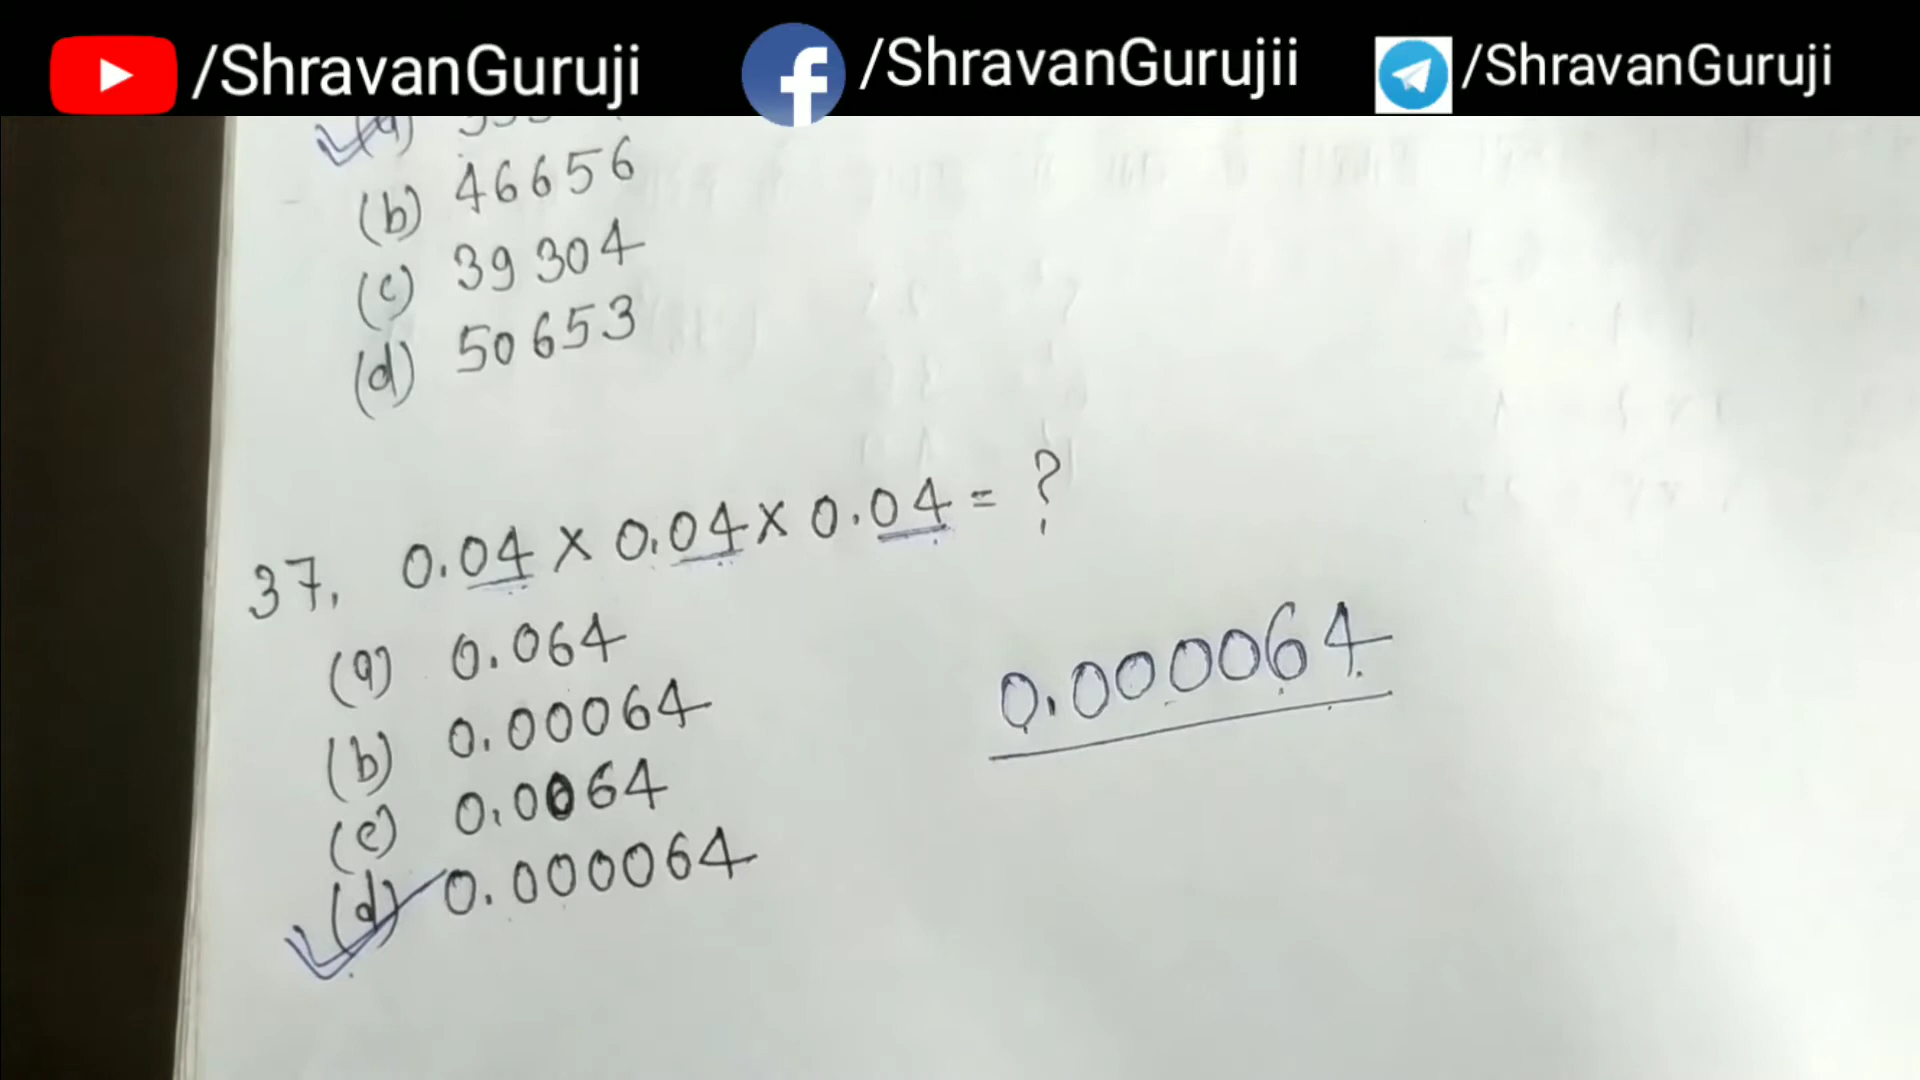 /ShravanGuruji /ShravanGurujii /ShravanGuruji
(b) 46656
(c) 39304
(d) 50653
37. 0.04 × 0.04 × 0.04 = ?
(a) 0.064
(b) 0.00064
(c) 0.0064
(d) 0.000064
0.000064